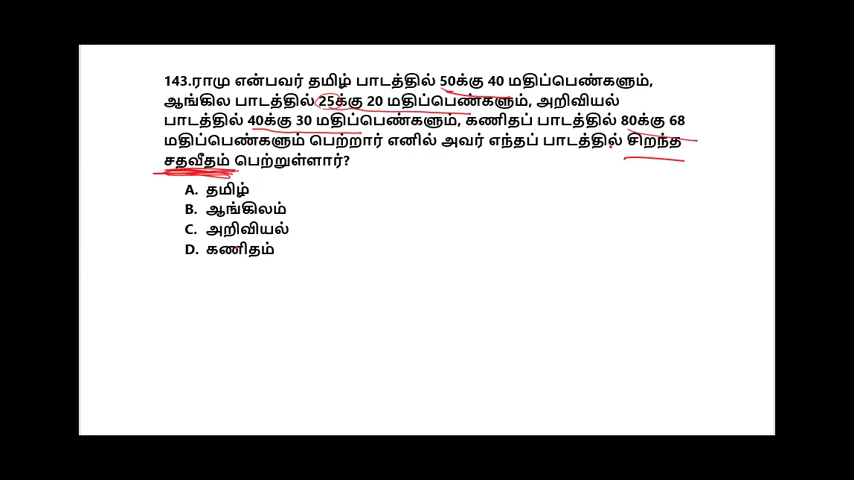 143.ராமு என்பவர் தமிழ் பாடத்தில் 50க்கு 40 மதிப்பெண்களும்,
ஆங்கில பாடத்தில் 25க்கு 20 மதிப்பெண்களும், அறிவியல்
பாடத்தில் 40க்கு 30 மதிப்பெண்களும், கணிதப் பாடத்தில் 80க்கு 68
மதிப்பெண்களும் பெற்றார் எனில் அவர் எந்தப் பாடத்தில் சிறந்த
சதவீதம் பெற்றுள்ளார்?
A. தமிழ்
B. ஆங்கிலம்
C. அறிவியல்
D. கணிதம்